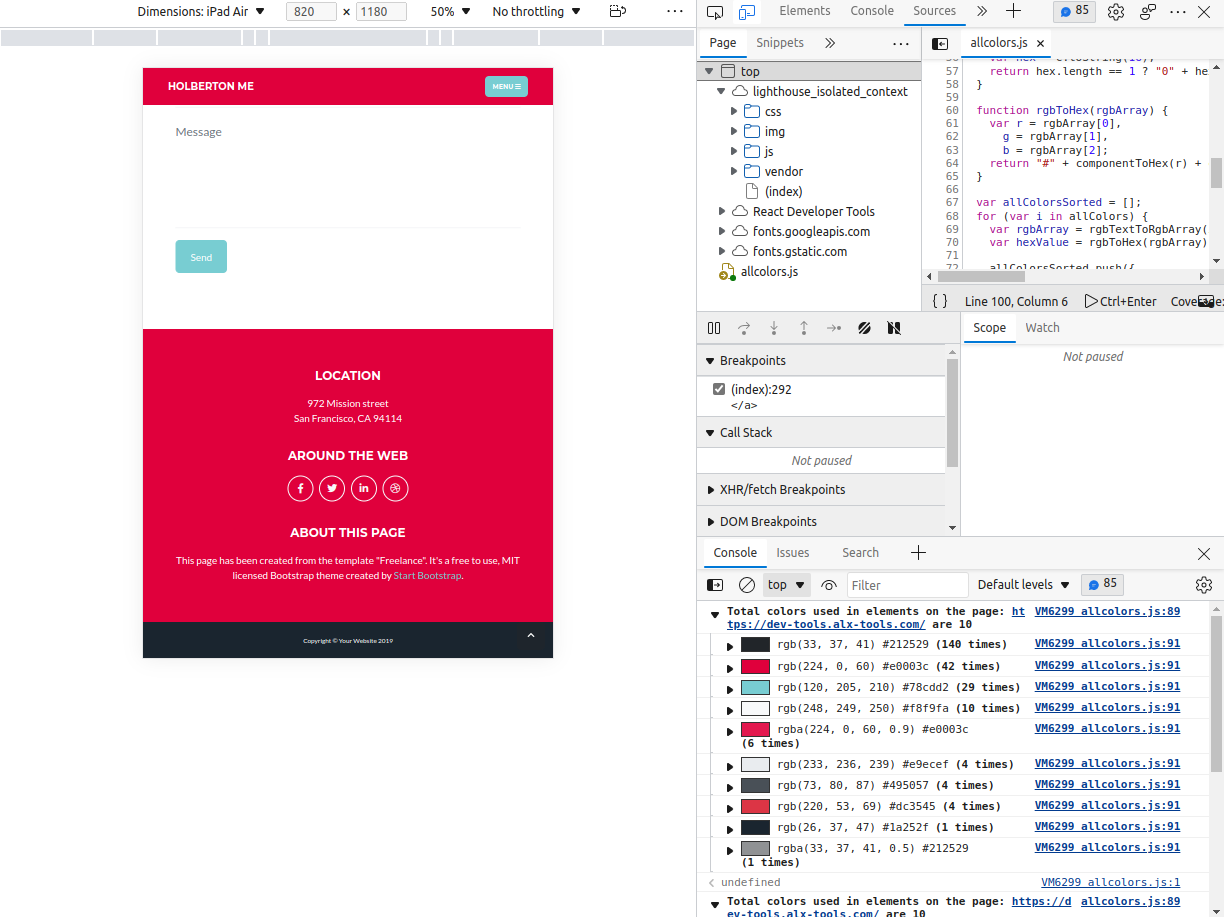 Dimensions: iPad Air 820 × 1180 50% No throttling
HOLBERTON ME
MENU
Message
Send
LOCATION
972 Mission street
San Francisco, CA 94114
AROUND THE WEB
ABOUT THIS PAGE
This page has been created from the template "Freelance". It's a free to use, MIT
licensed Bootstrap theme created by Start Bootstrap.
Copyright © Your Website 2019
Elements Console Sources 85
Page Snippets
top
lighthouse_isolated_context
css
img
js
vendor
(index)
React Developer Tools
fonts.googleapis.com
fonts.gstatic.com
allcolors.js
allcolors.js
57 return hex.length == 1 ? "0" + he
58 }
59
60 function rgbToHex(rgbArray) {
61 var r = rgbArray[0],
62 g = rgbArray[1],
63 b = rgbArray[2];
64 return "#" + componentToHex(r) +
65 }
66
67 var allColorsSorted = [];
68 for (var i in allColors) {
69 var rgbArray = rgbTextToRgbArray(
70 var hexValue = rgbToHex(rgbArray)
71
72 allColorsSorted.push({
{ } Line 100, Column 6 Ctrl+Enter
Breakpoints
(index):292
</a>
Call Stack
Not paused
XHR/fetch Breakpoints
DOM Breakpoints
Scope Watch
Not paused
Console Issues Search
top Filter Default levels 85
Total colors used in elements on the page: ht VM6299 allcolors.js:89
tps://dev-tools.alx-tools.com/ are 10
rgb(33, 37, 41) #212529 (140 times) VM6299 allcolors.js:91
rgb(224, 0, 60) #e0003c (42 times) VM6299 allcolors.js:91
rgb(120, 205, 210) #78cdd2 (29 times) VM6299 allcolors.js:91
rgb(248, 249, 250) #f8f9fa (10 times) VM6299 allcolors.js:91
rgba(224, 0, 60, 0.9) #e0003c VM6299 allcolors.js:91
(6 times)
rgb(233, 236, 239) #e9ecef (4 times) VM6299 allcolors.js:91
rgb(73, 80, 87) #495057 (4 times) VM6299 allcolors.js:91
rgb(220, 53, 69) #dc3545 (4 times) VM6299 allcolors.js:91
rgb(26, 37, 47) #1a252f (1 times) VM6299 allcolors.js:91
rgba(33, 37, 41, 0.5) #212529 VM6299 allcolors.js:91
(1 times)
undefined VM6299 allcolors.js:1
Total colors used in elements on the page: https://d allcolors.js:89
ev-tools.alx-tools.com/ are 10